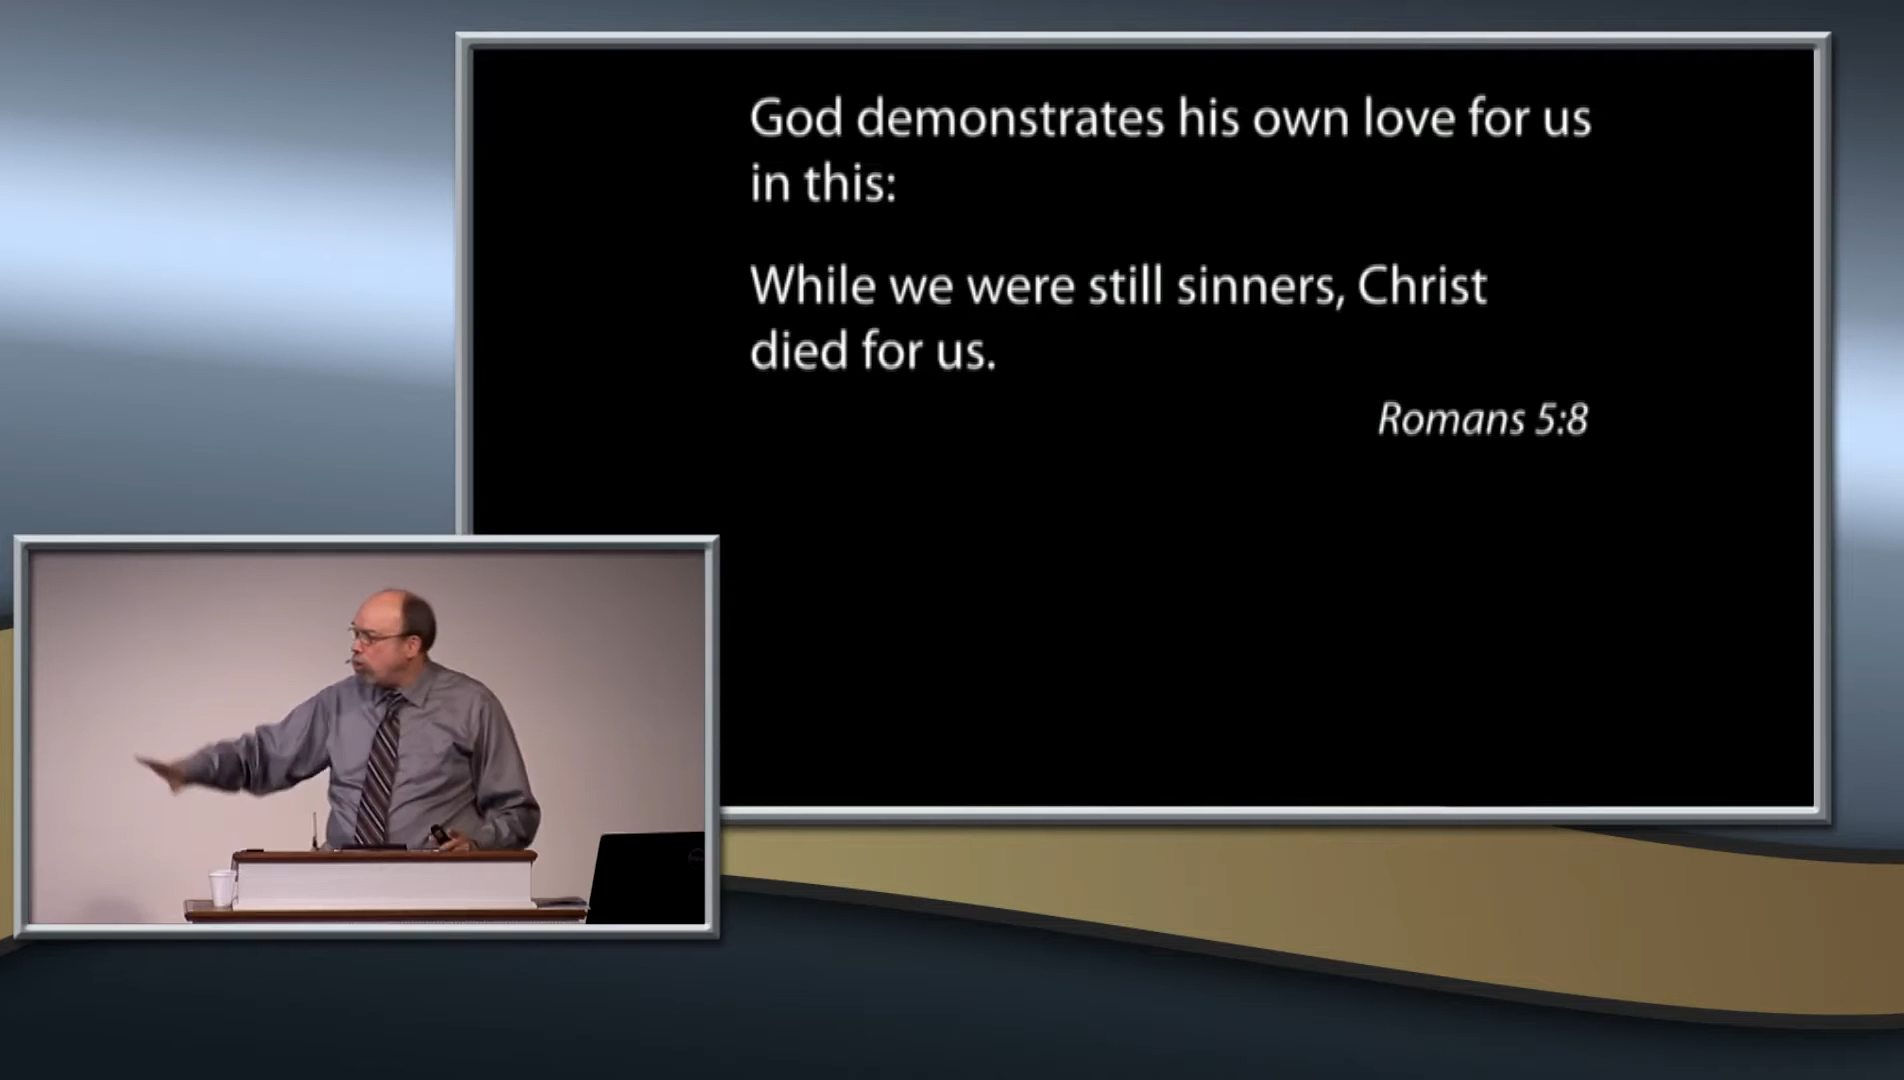 God demonstrates his own love for us
in this:
While we were still sinners, Christ
died for us.
Romans 5:8